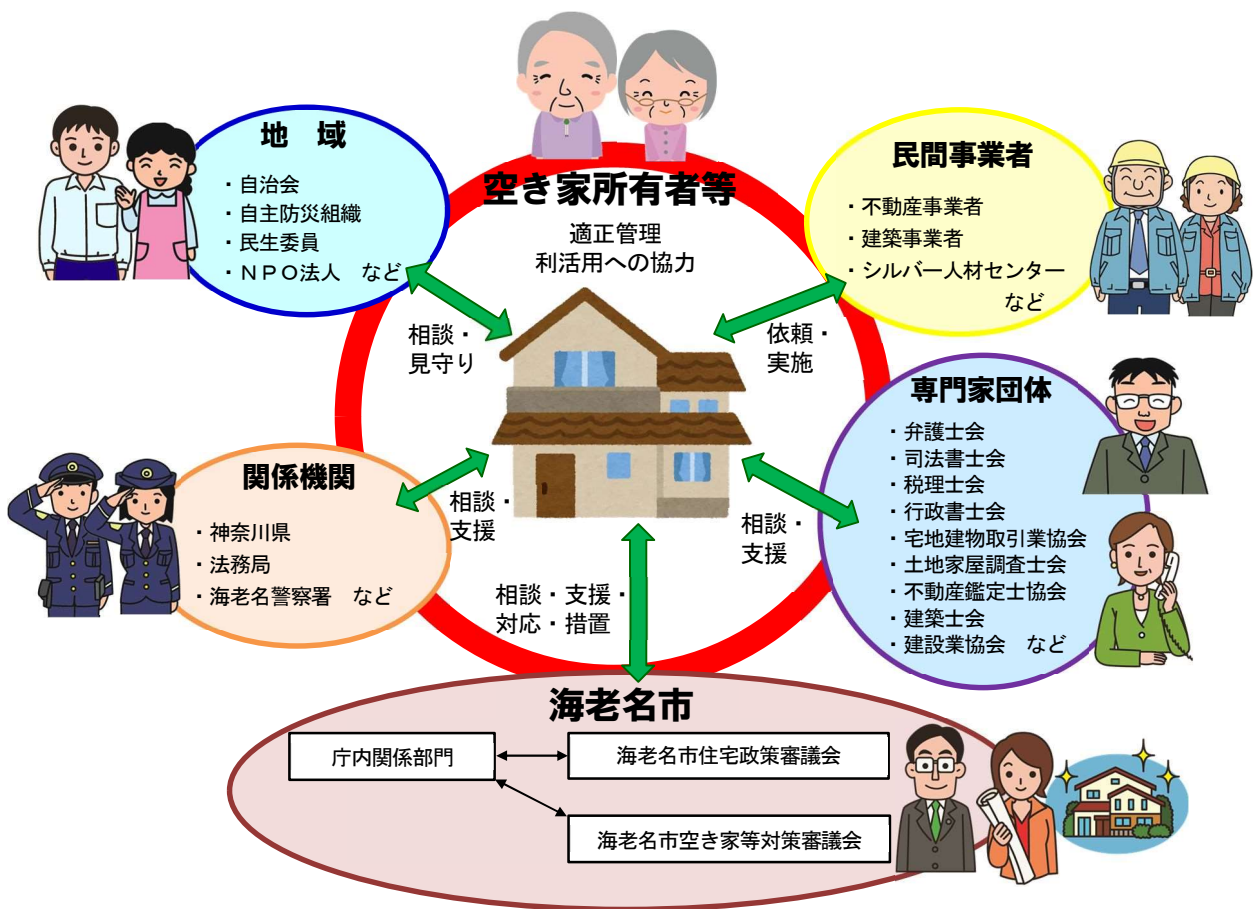 空き家所有者等
適正管理
利活用への協力
地　域
・自治会
・自主防災組織
・民生委員
・ＮＰＯ法人　など
相談・
見守り
民間事業者
・不動産事業者
・建築事業者
・シルバー人材センター
など
依頼・
実施
関係機関
・神奈川県
・法務局
・海老名警察署　など
相談・
支援
専門家団体
・弁護士会
・司法書士会
・税理士会
・行政書士会
・宅地建物取引業協会
・土地家屋調査士会
・不動産鑑定士協会
・建築士会
・建設業協会　など
相談・
支援
相談・支援・
対応・措置
海老名市
庁内関係部門
海老名市住宅政策審議会
海老名市空き家等対策審議会